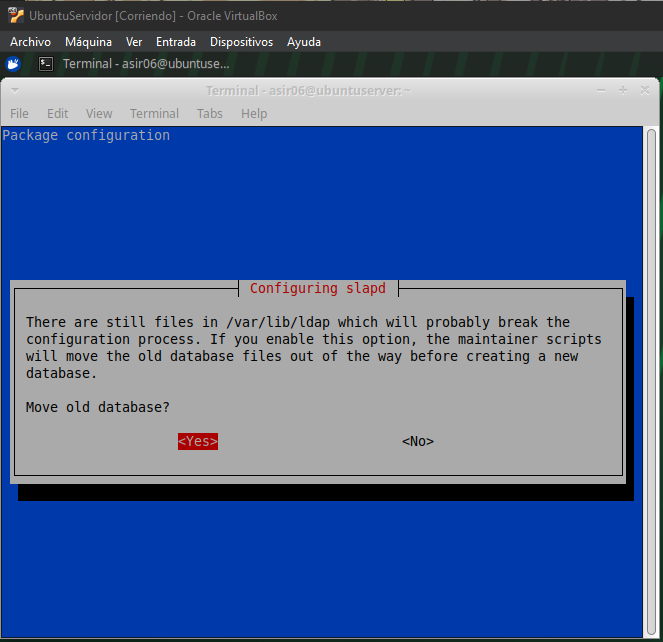 UbuntuServidor [Corriendo] - Oracle VirtualBox
Archivo Máquina Ver Entrada Dispositivos Ayuda
Terminal - asir06@ubuntuse...
Terminal - asir06@ubuntuserver: ~
File Edit View Terminal Tabs Help
Package configuration
Configuring slapd
There are still files in /var/lib/ldap which will probably break the
configuration process. If you enable this option, the maintainer scripts
will move the old database files out of the way before creating a new
database.
Move old database?
<Yes> <No>